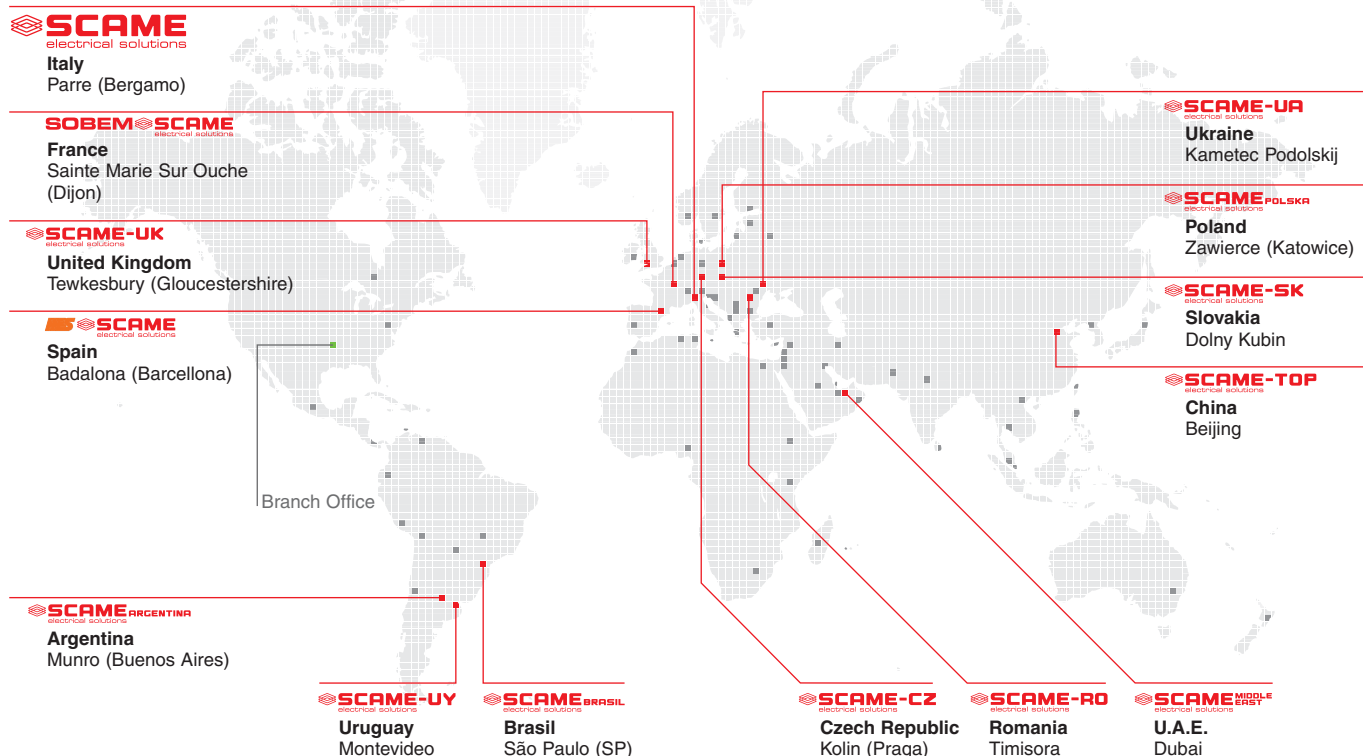 SCAME
electrical solutions
Italy
Parre (Bergamo)
SOBEM SCAME
electrical solutions
France
Sainte Marie Sur Ouche
(Dijon)
SCAME-UK
electrical solutions
United Kingdom
Tewkesbury (Gloucestershire)
SCAME
electrical solutions
Spain
Badalona (Barcellona)
Branch Office
SCAME ARGENTINA
electrical solutions
Argentina
Munro (Buenos Aires)
SCAME-UY
electrical solutions
Uruguay
Montevideo
SCAME BRASIL
electrical solutions
Brasil
São Paulo (SP)
SCAME-CZ
electrical solutions
Czech Republic
Kolin (Praga)
SCAME-RO
electrical solutions
Romania
Timisora
SCAME MIDDLE EAST
electrical solutions
U.A.E.
Dubai
SCAME-UA
electrical solutions
Ukraine
Kametec Podolskij
SCAME POLSKA
electrical solutions
Poland
Zawierce (Katowice)
SCAME-SK
electrical solutions
Slovakia
Dolny Kubin
SCAME-TOP
electrical solutions
China
Beijing